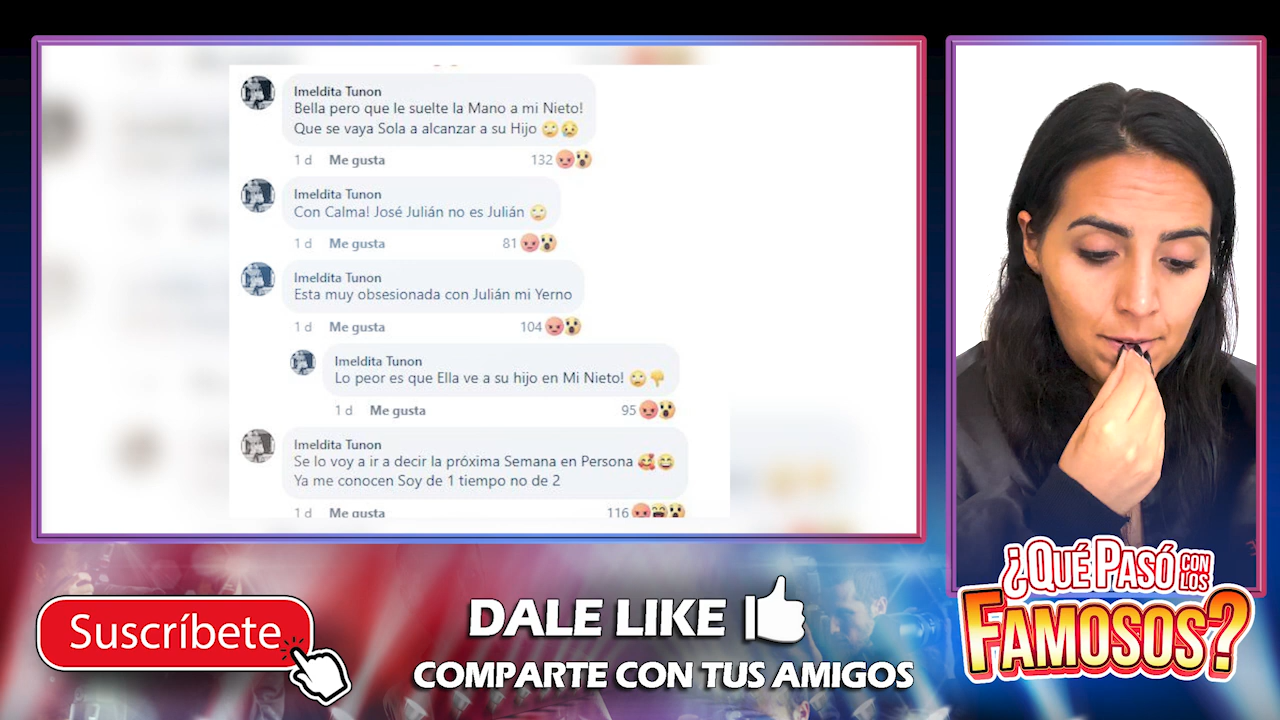 Imeldita Tunon
Bella pero que le suelte la Mano a mi Nieto!
Que se vaya Sola a alcanzar a su Hijo 🙄😥
1 d Me gusta 132
Imeldita Tunon
Con Calma! José Julián no es Julián 🙄
1 d Me gusta 81
Imeldita Tunon
Esta muy obsesionada con Julián mi Yerno
1 d Me gusta 104
Imeldita Tunon
Lo peor es que Ella ve a su hijo en Mi Nieto! 🙄👇
1 d Me gusta 95
Imeldita Tunon
Se lo voy a ir a decir la próxima Semana en Persona 🥰😅
Ya me conocen Soy de 1 tiempo no de 2
1 d Me gusta 116
¿QUÉ PASÓ CON
LOS
FAMOSOS?
Suscríbete
DALE LIKE
COMPARTE CON TUS AMIGOS